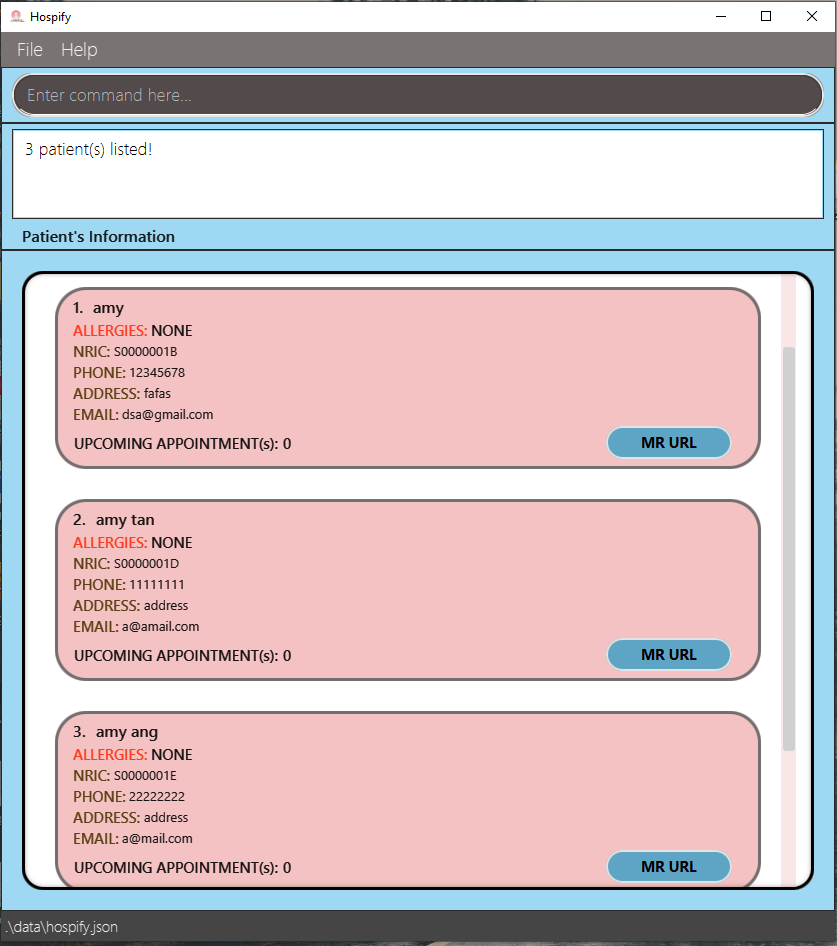 Hospify
File Help
Enter command here...
3 patient(s) listed!
Patient's Information
1. amy
ALLERGIES: NONE
NRIC: S0000001B
PHONE: 12345678
ADDRESS: fafas
EMAIL: dsa@gmail.com
UPCOMING APPOINTMENT(s): 0 MR URL
2. amy tan
ALLERGIES: NONE
NRIC: S0000001D
PHONE: 11111111
ADDRESS: address
EMAIL: a@amail.com
UPCOMING APPOINTMENT(s): 0 MR URL
3. amy ang
ALLERGIES: NONE
NRIC: S0000001E
PHONE: 22222222
ADDRESS: address
EMAIL: a@mail.com
UPCOMING APPOINTMENT(s): 0 MR URL
.\data\hospify.json